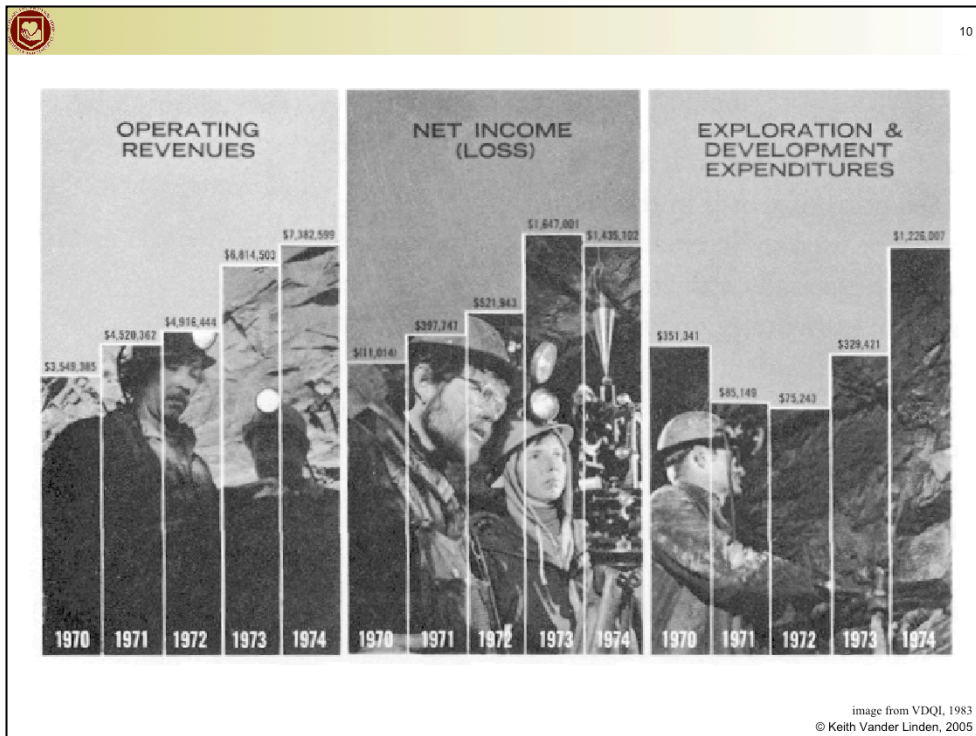 10
OPERATING
REVENUES
$3,549,385
$4,520,362
$4,916,444
$6,814,503
$7,382,599
1970 1971 1972 1973 1974
NET INCOME
(LOSS)
$(11,014)
$397,747
$521,943
$1,647,001
$1,435,102
1970 1971 1972 1973 1974
EXPLORATION &
DEVELOPMENT
EXPENDITURES
$351,341
$85,149
$75,243
$329,421
$1,226,007
1970 1971 1972 1973 1974
image from VDQI, 1983
© Keith Vander Linden, 2005